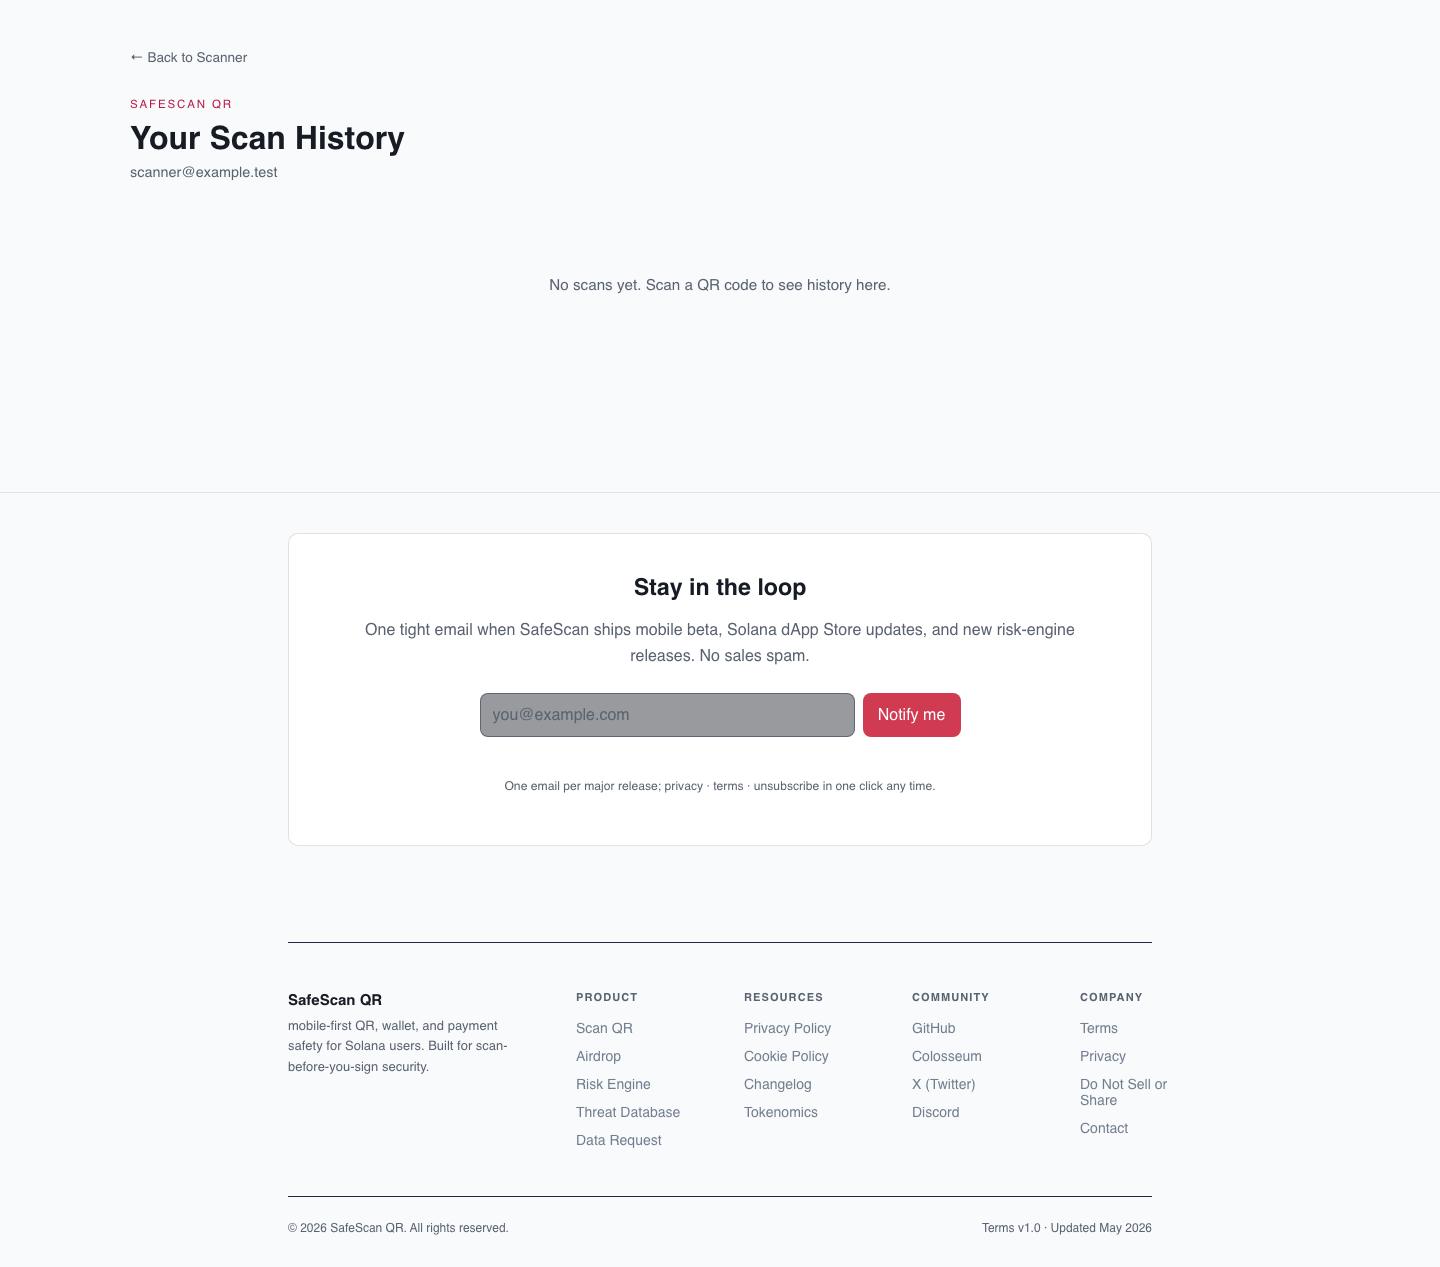 ← Back to Scanner
SAFESCAN QR
Your Scan History
scanner@example.test
No scans yet. Scan a QR code to see history here.
Stay in the loop
One tight email when SafeScan ships mobile beta, Solana dApp Store updates, and new risk-engine
releases. No sales spam.
you@example.com
Notify me
One email per major release; privacy · terms · unsubscribe in one click any time.
SafeScan QR
mobile-first QR, wallet, and payment
safety for Solana users. Built for scan-
before-you-sign security.
PRODUCT
Scan QR
Airdrop
Risk Engine
Threat Database
Data Request
RESOURCES
Privacy Policy
Cookie Policy
Changelog
Tokenomics
COMMUNITY
GitHub
Colosseum
X (Twitter)
Discord
COMPANY
Terms
Privacy
Do Not Sell or
Share
Contact
© 2026 SafeScan QR. All rights reserved.
Terms v1.0 · Updated May 2026